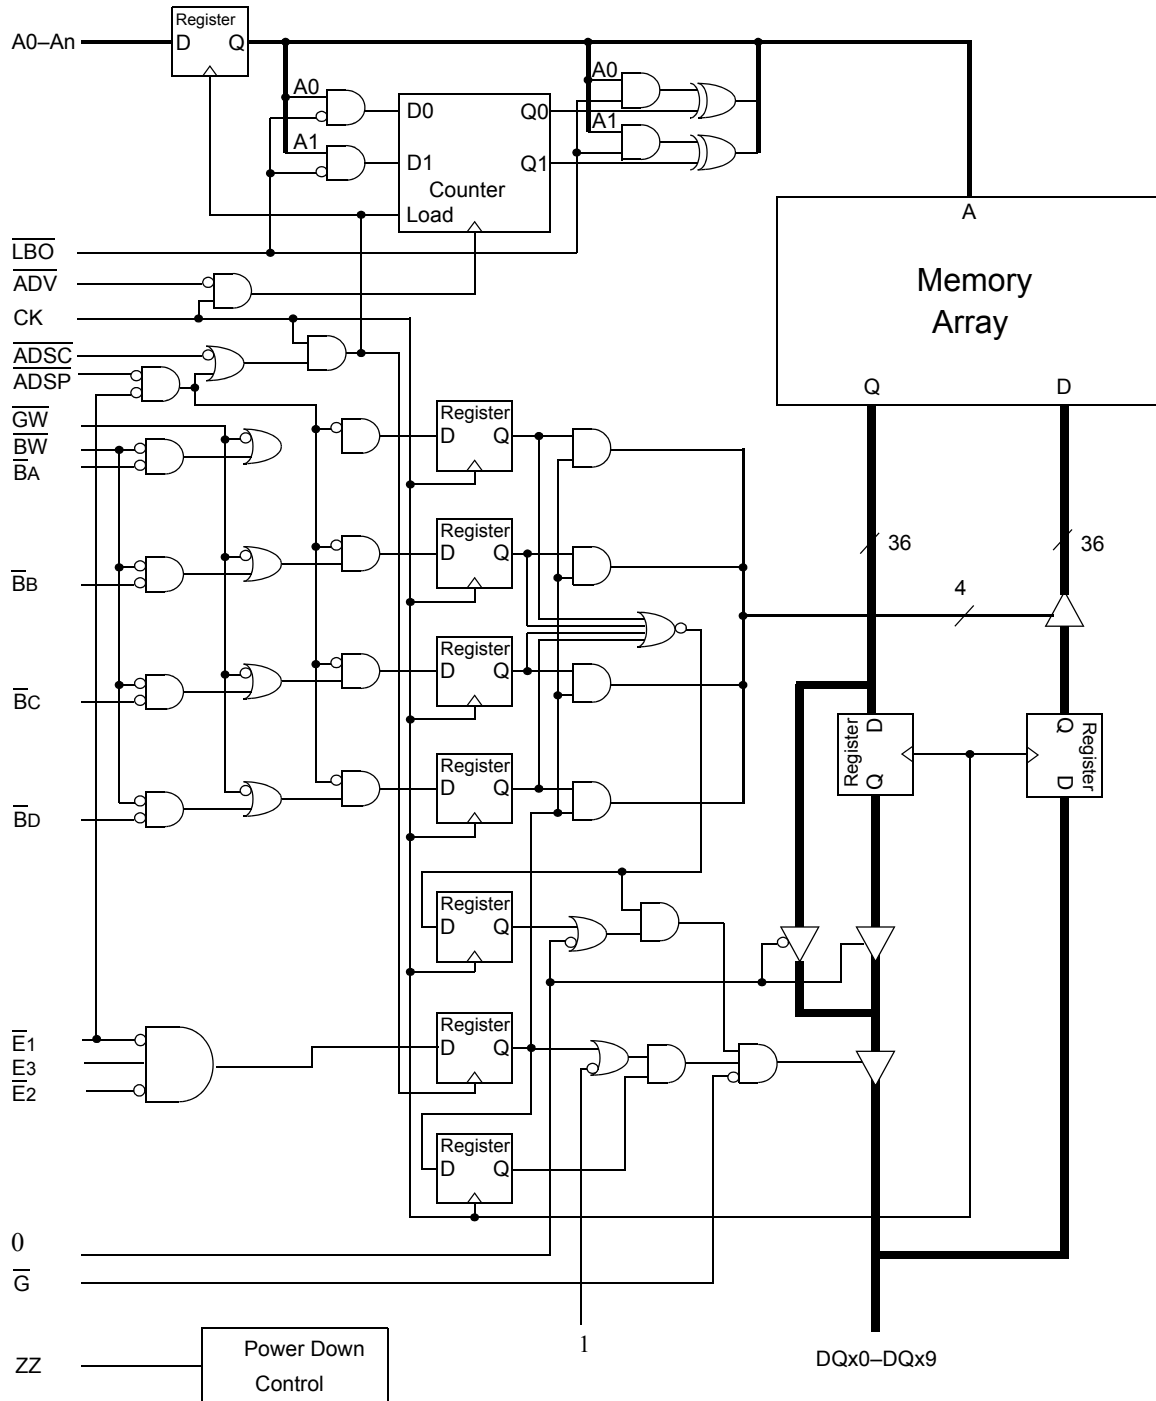 Register
A0–An
D Q
A0
A0
D0
Q0
A1
A1
D1
Q1
Counter
Load
A
LBO
ADV
Memory
Array
CK
ADSC
ADSP
Q
D
GW
Register
BW
D Q
BA
Register
36
36
D Q
BB
4
Register
D Q
BC
Register
D
Q
Register
Q
D
Register
D Q
BD
Register
D Q
Register
E1
D Q
E3
E2
Register
D Q
0
G
1
Power Down
Control
ZZ
DQx0–DQx9